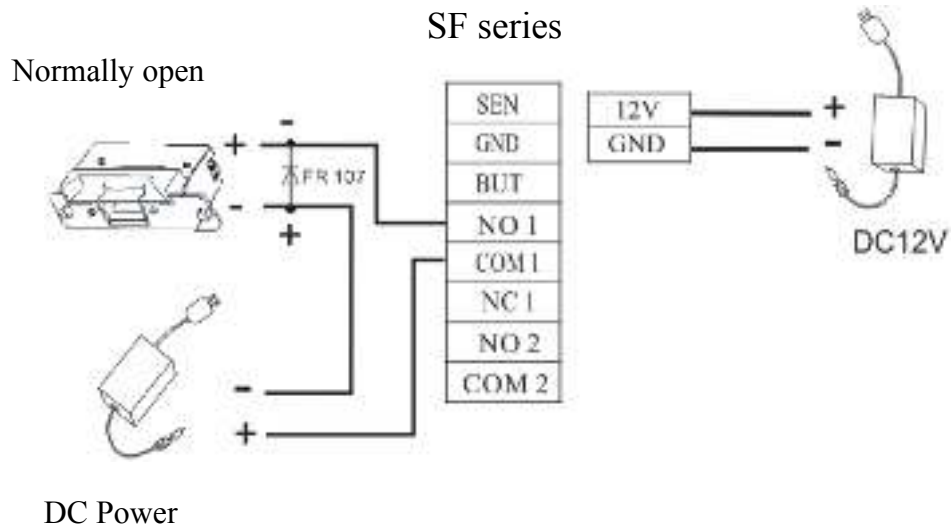 SF series
Normally open
+
-
-
FR 107
+
SEN
GND
BUT
NO 1
COM 1
NC 1
NO 2
COM 2
12V
GND
+
-
DC12V
-
+
DC Power